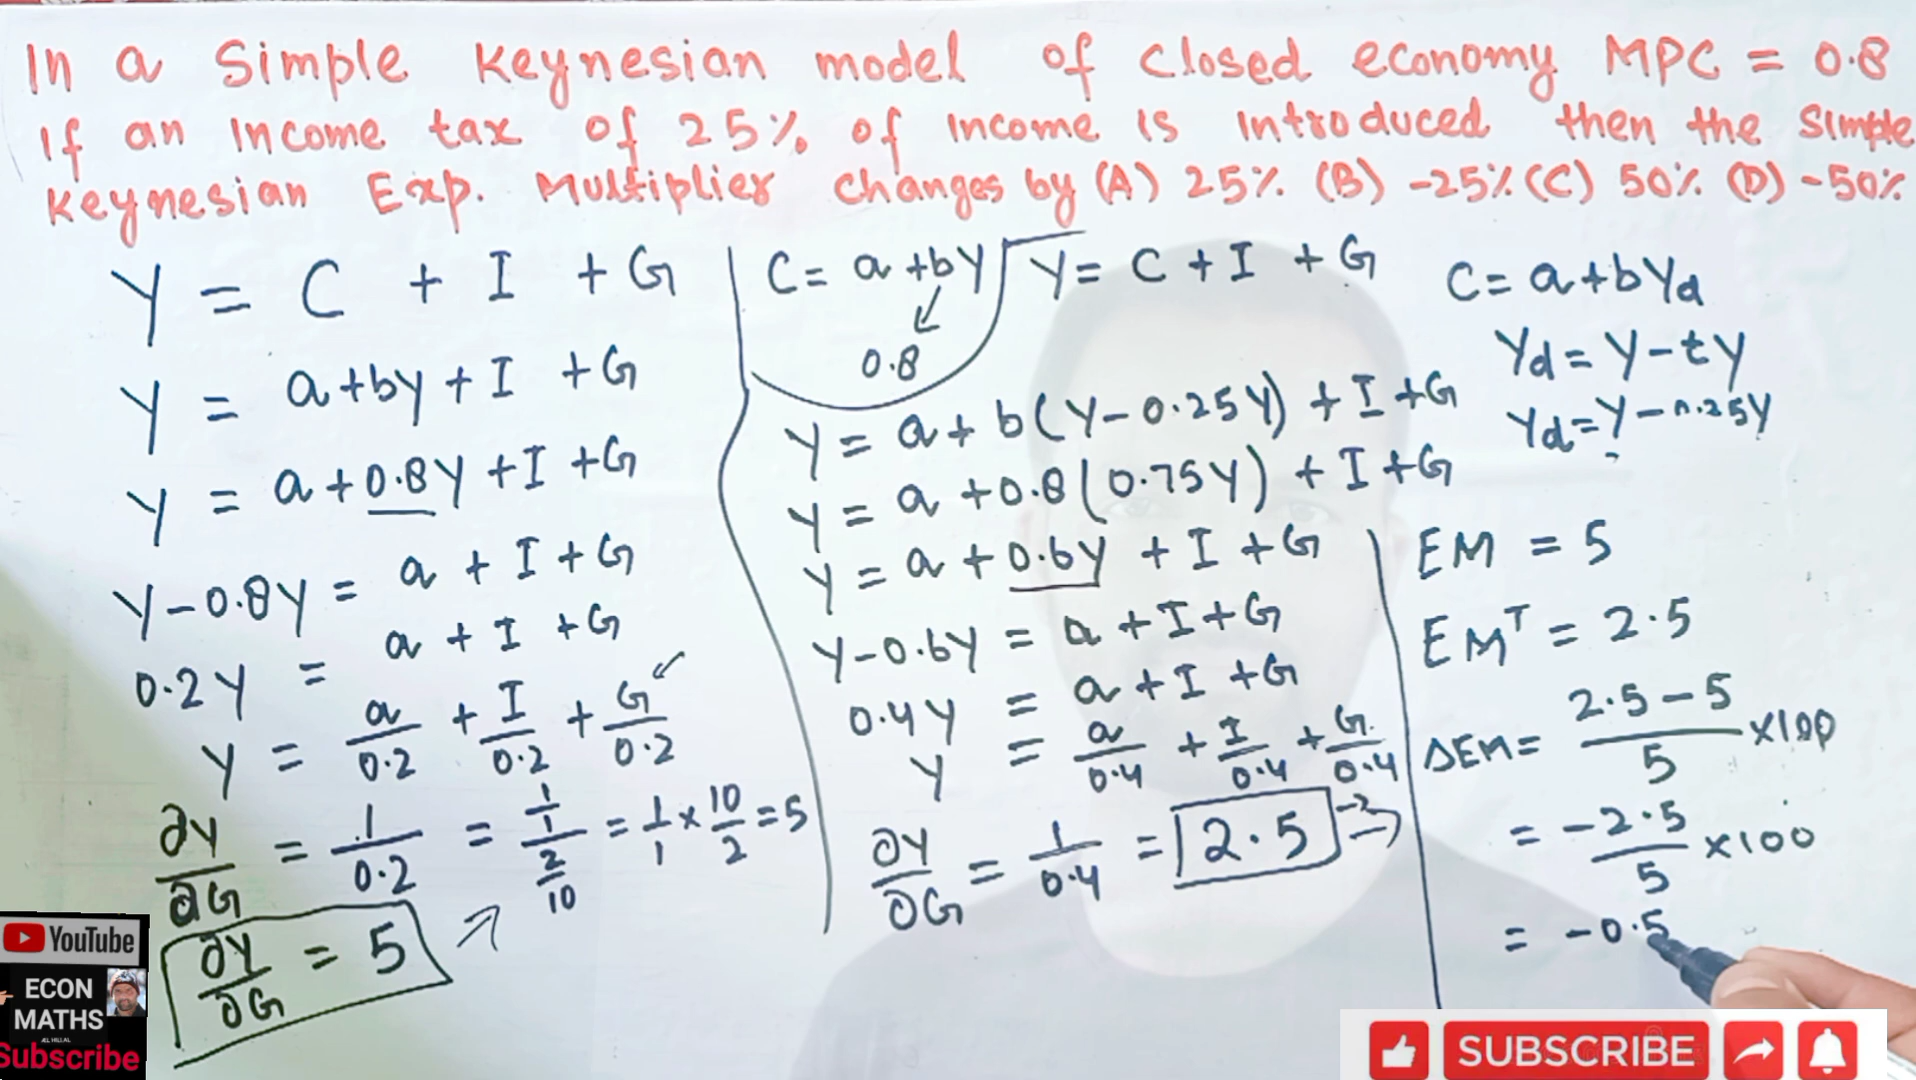 In a Simple Keynesian model of Closed economy MPC = 0.8
If an Income tax of 25% of Income is introduced then the Simple
Keynesian Exp. Multiplier changes by (A) 25% (B) -25% (C) 50% (D) -50%
Y = C + I + G
Y = a+by+I +G
Y = a+0.8y+I+G
Y-0.8Y = a + I+G
0.2Y = a + I +G
Y = a/0.2 + I/0.2 + G/0.2
∂Y/∂G = 1/0.2 = 1/1/2/10 = 1/1 × 10/2 = 5
∂Y/∂G = 5
C = a+bY
0.8
Y = C + I + G
Y = a+ b(Y-0.25Y) + I +G
Y = a +0.8(0.75Y) + I +G
Y = a + 0.6Y + I +G
Y-0.6Y = a +I+G
0.4Y = a+I +G
Y = a/0.4 + I/0.4 + G/0.4
∂Y/∂G = 1/0.4 = 2.5
C = a+bYd
Yd = Y-tY
Yd = Y-0.25Y
EM = 5
EMᵀ = 2.5
ΔEM = 2.5-5/5 ×100
= -2.5/5 ×100
= -0.5
YouTube
ECON
MATHS
Subscribe
SUBSCRIBE